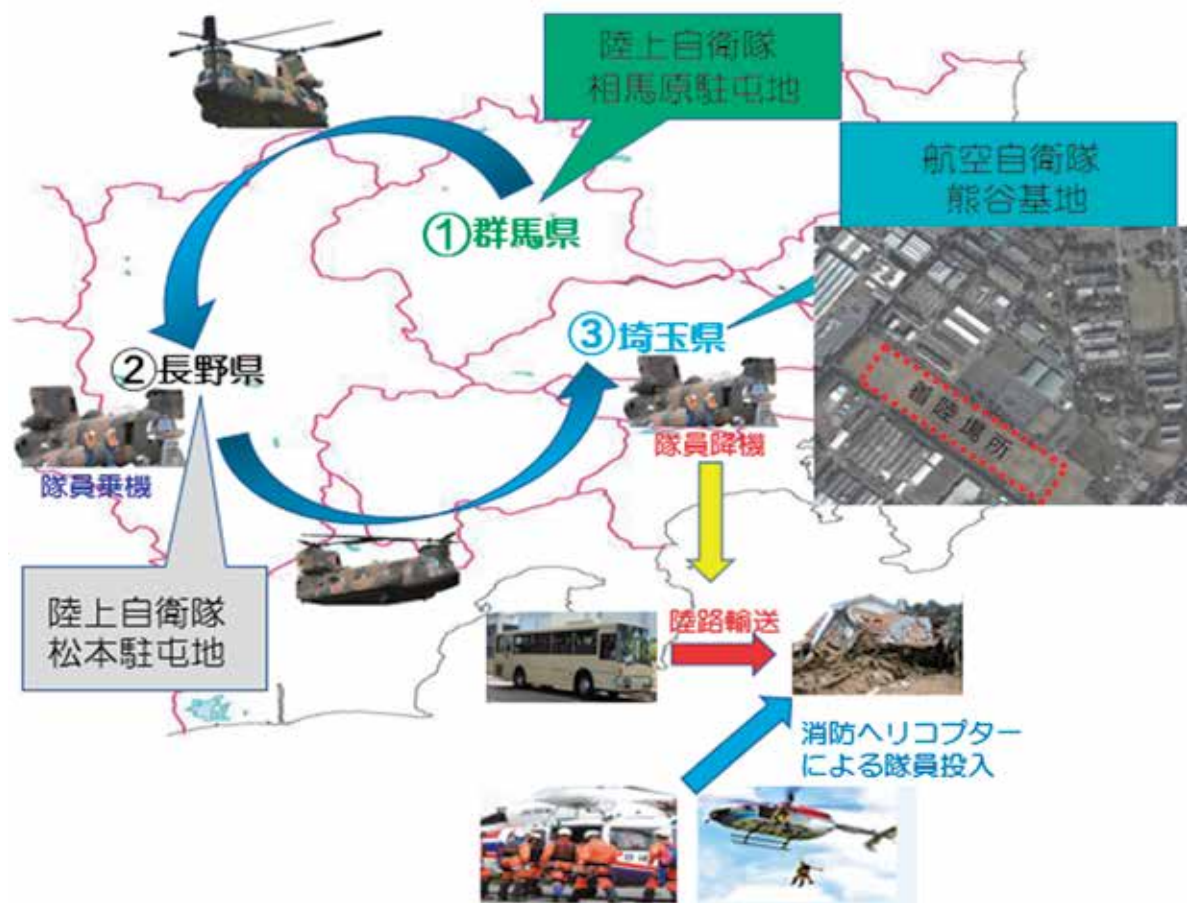 陸上自衛隊
相馬原駐屯地
航空自衛隊
熊谷基地
①群馬県
③埼玉県
②長野県
着陸場所
隊員降機
隊員乗機
陸上自衛隊
松本駐屯地
陸路輸送
消防ヘリコプター
による隊員投入